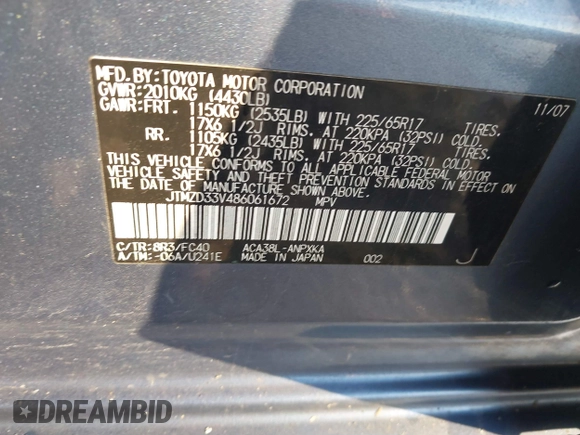 MFD.BY:TOYOTA MOTOR CORPORATION 11/07
GVWR:2010KG (4430LB)
GAWR:FRT. 1150KG (2535LB) WITH 225/65R17 TIRES.
17X6 1/2J RIMS. AT 220KPA (32PSI) COLD.
RR. 1105KG (2435LB) WITH 225/65R17 TIRES.
17X6 1/2J RIMS. AT 220KPA (32PSI) COLD.
THIS VEHICLE CONFORMS TO ALL APPLICABLE FEDERAL MOTOR
VEHICLE SAFETY AND THEFT PREVENTION STANDARDS IN EFFECT
ON THE DATE OF MANUFACTURE SHOWN ABOVE.
JTMZD33V486061672 MPV
C/TR:8R3/FC40 ACA38L-ANPXKA
A/TM:-06A/U241E MADE IN JAPAN 002 J
DREAMBID